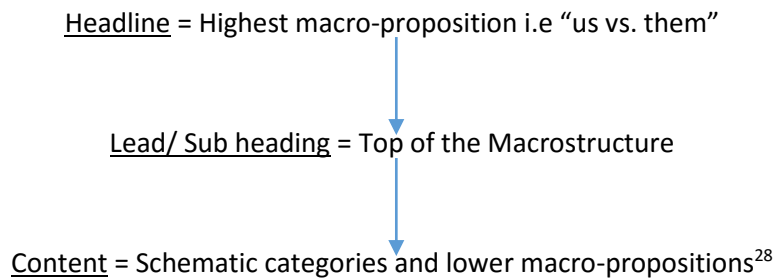 Headline = Highest macro-proposition i.e “us vs. them”
Lead/ Sub heading = Top of the Macrostructure
Content = Schematic categories and lower macro-propositions28